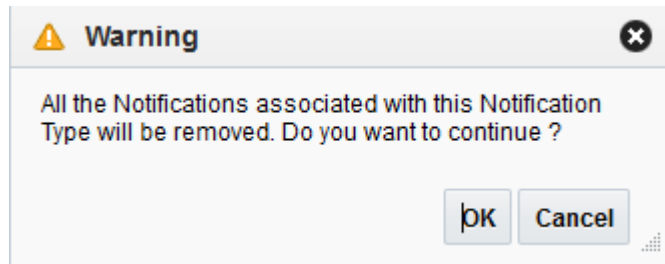 Warning
All the Notifications associated with this Notification
Type will be removed. Do you want to continue ?
OK Cancel